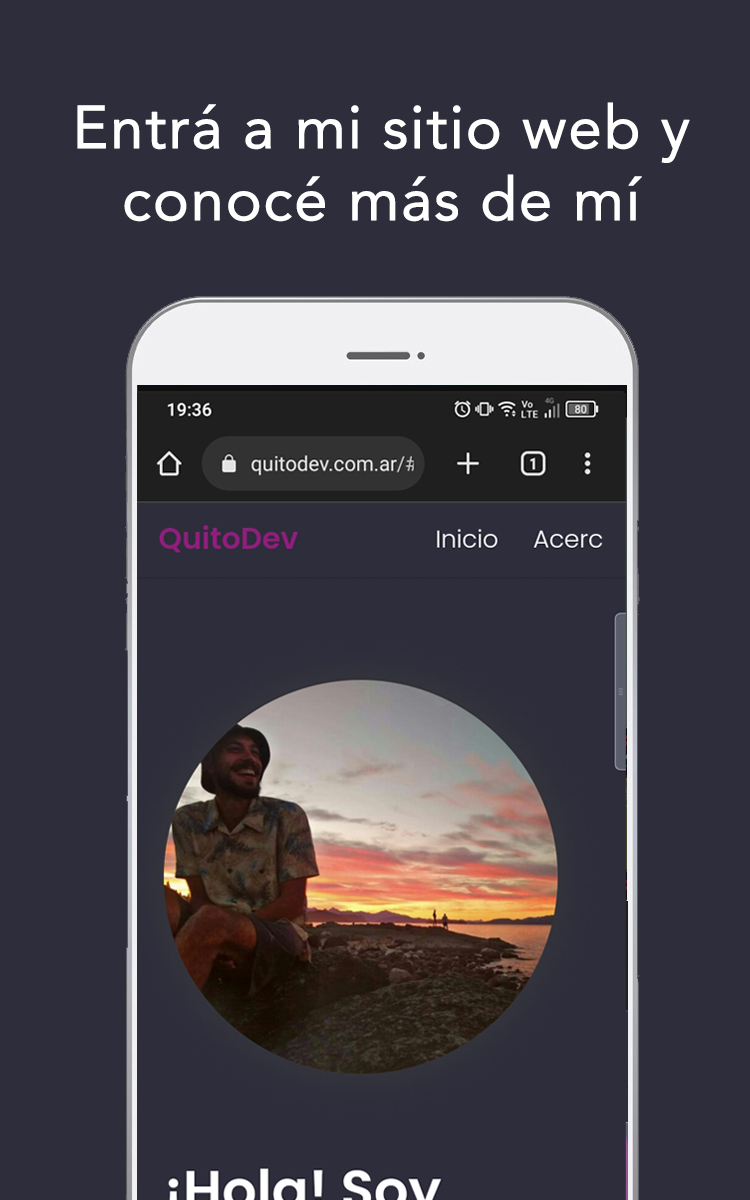 Entrá a mi sitio web y
conocé más de mí
19:36
Vo
LTE
4G
80
quitodev.com.ar/#
1
QuitoDev
Inicio
Acerc
¡Hola! Soy